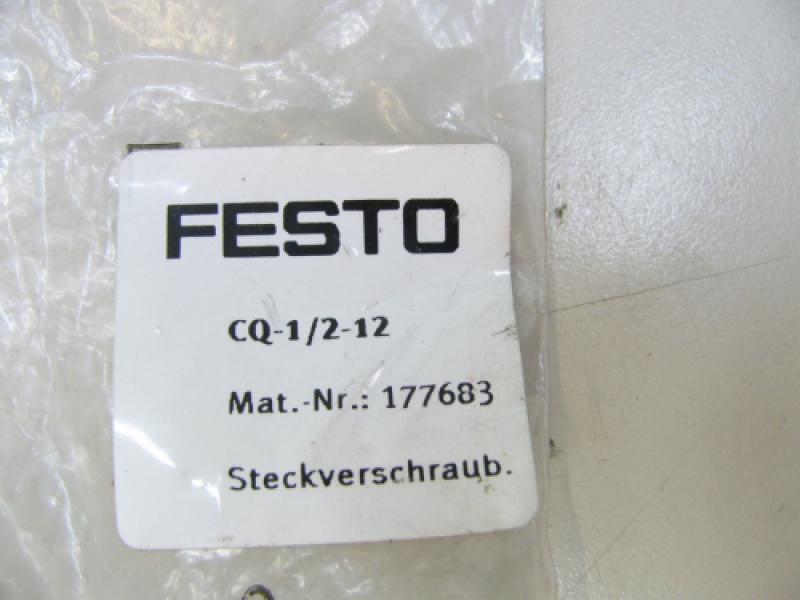 FESTO
CQ-1/2-12
Mat.-Nr.: 177683
Steckverschraub.